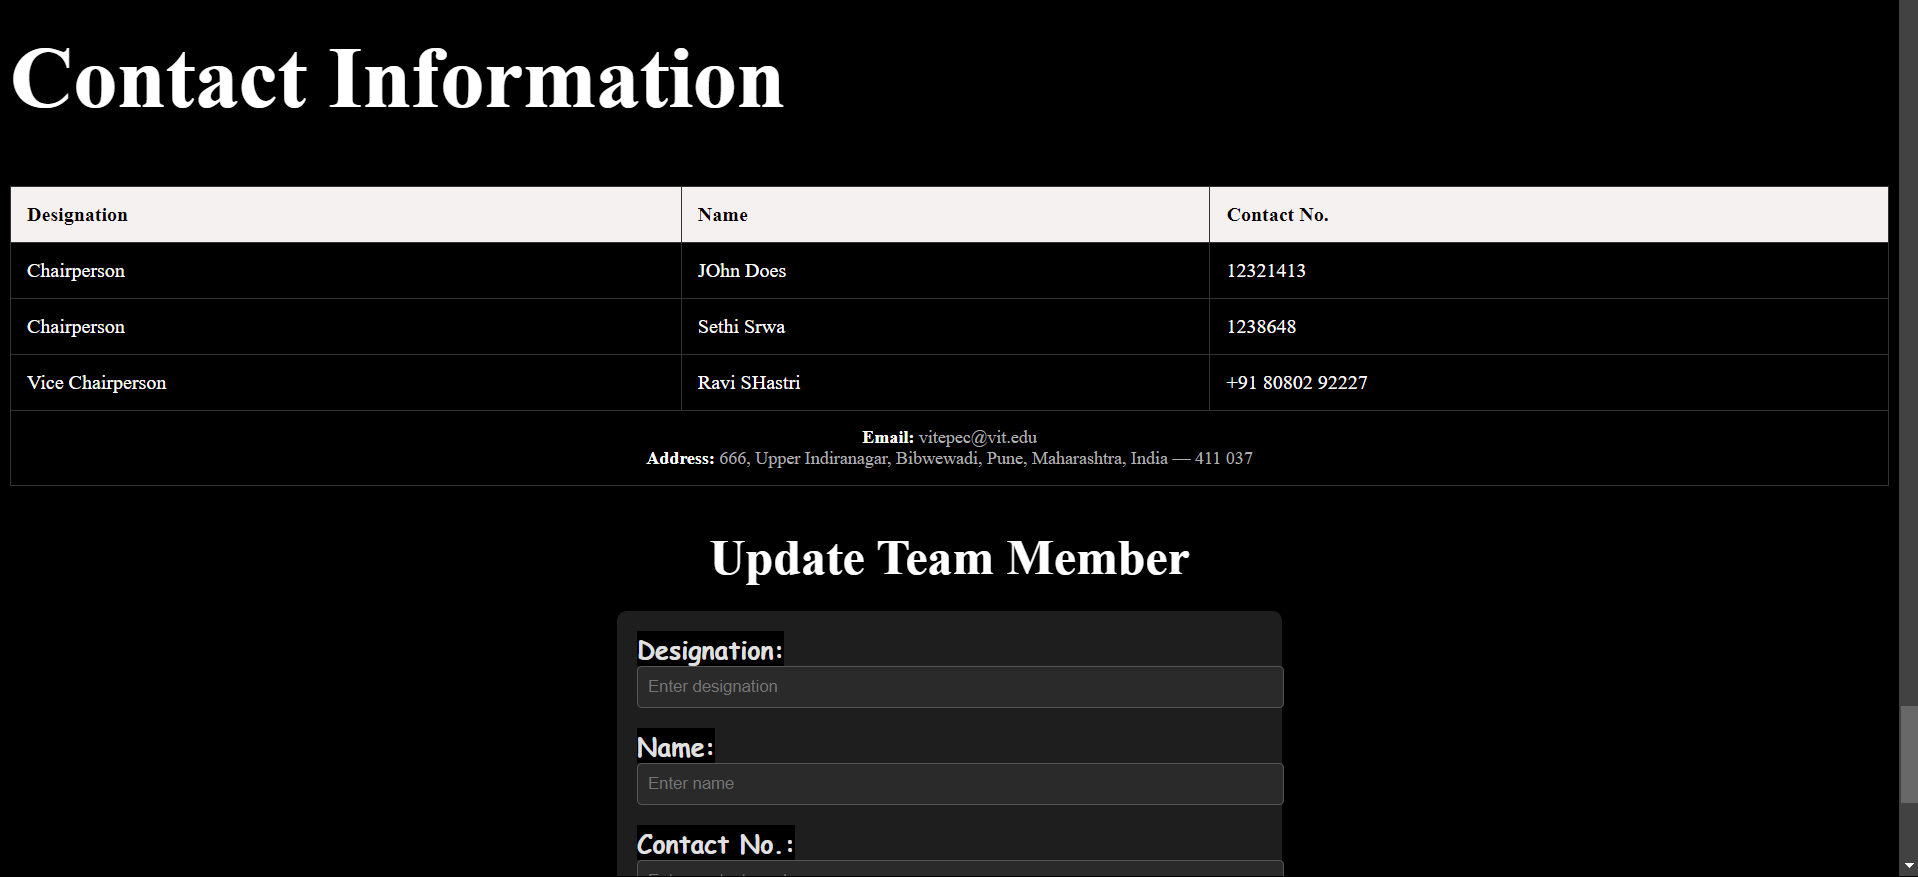 Contact Information
Designation Name Contact No.
Chairperson JOhn Does 12321413
Chairperson Sethi Srwa 1238648
Vice Chairperson Ravi SHastri +91 80802 92227
Email: vitepec@vit.edu
Address: 666, Upper Indiranagar, Bibwewadi, Pune, Maharashtra, India — 411 037
Update Team Member
Designation:
Enter designation
Name:
Enter name
Contact No.: